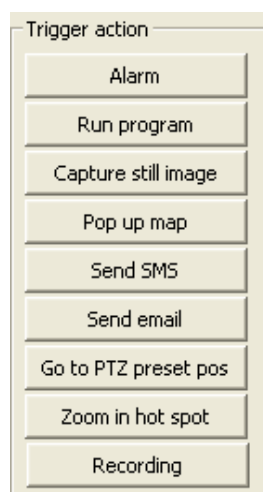 Trigger action
Alarm
Run program
Capture still image
Pop up map
Send SMS
Send email
Go to PTZ preset pos
Zoom in hot spot
Recording